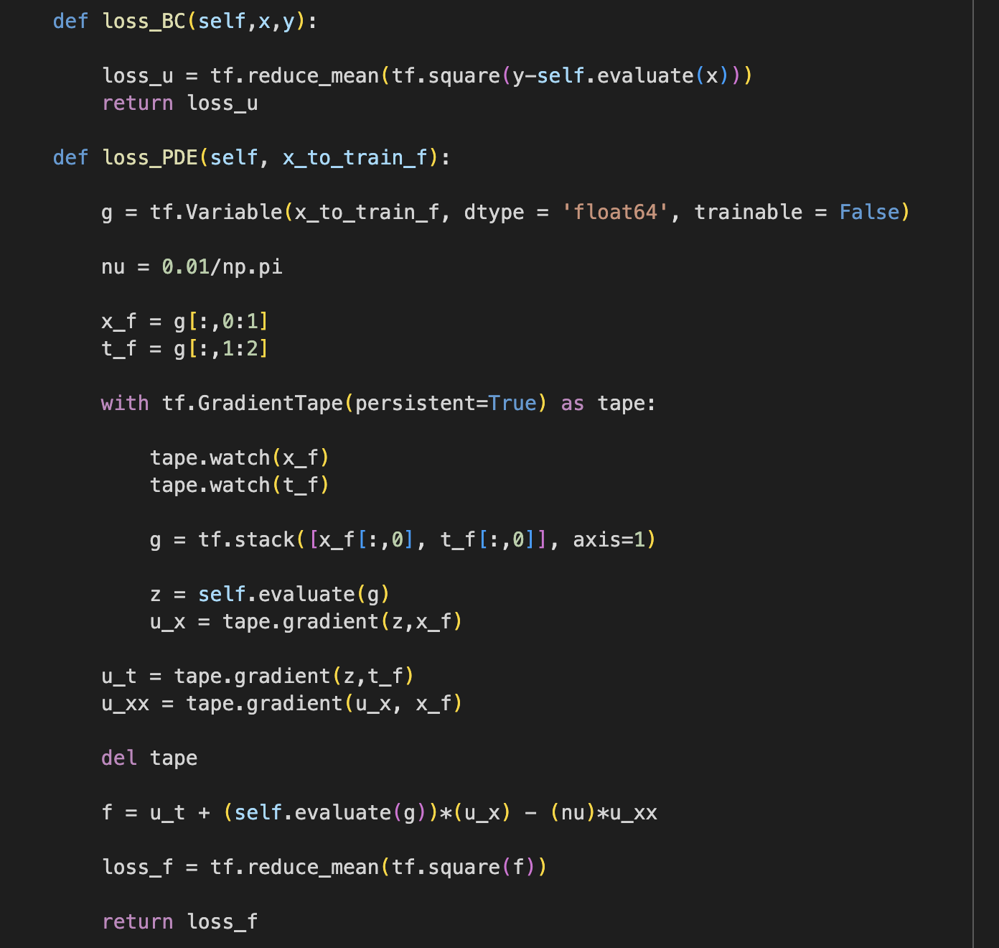 def loss_BC(self,x,y):
loss_u = tf.reduce_mean(tf.square(y-self.evaluate(x)))
return loss_u
def loss_PDE(self, x_to_train_f):
g = tf.Variable(x_to_train_f, dtype = 'float64', trainable = False)
nu = 0.01/np.pi
x_f = g[:,0:1]
t_f = g[:,1:2]
with tf.GradientTape(persistent=True) as tape:
tape.watch(x_f)
tape.watch(t_f)
g = tf.stack([x_f[:,0], t_f[:,0]], axis=1)
z = self.evaluate(g)
u_x = tape.gradient(z,x_f)
u_t = tape.gradient(z,t_f)
u_xx = tape.gradient(u_x, x_f)
del tape
f = u_t + (self.evaluate(g))*(u_x) - (nu)*u_xx
loss_f = tf.reduce_mean(tf.square(f))
return loss_f